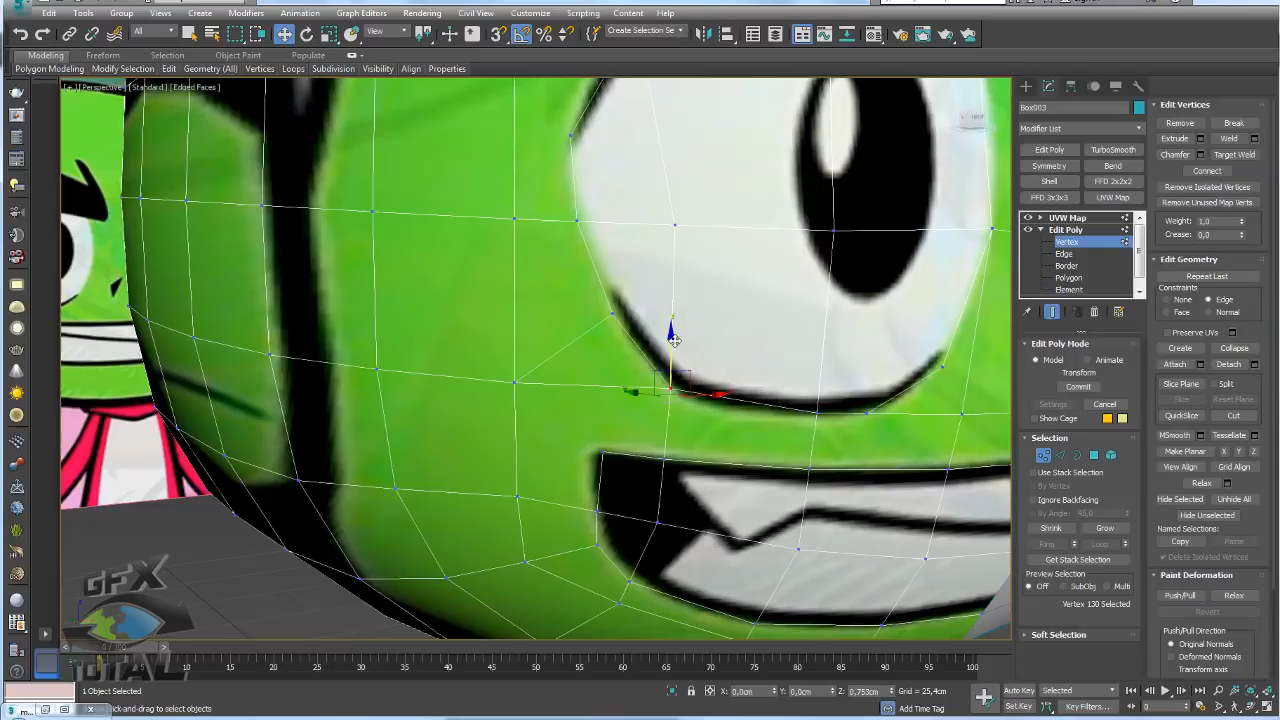 Edit Tools Group Views Create Modifiers Animation Graph Editors Rendering Civil View Customize Scripting Content Help
All View Create Selection Se
Modeling Freeform Selection Object Paint
Polygon Modeling Modify Selection Edit Geometry (All) Vertices Loops Subdivision Visibility Align Properties
[+] [Perspective] [Standard] [Edged Faces]
Box003
Modifier List
Edit Poly TurboSmooth
Symmetry Bend
Shell FFD 2x2x2
FFD 3x3x3 UVW Map
UVW Map
Edit Poly
Vertex
Edge
Border
Polygon
Element
Edit Poly Mode
Model Animate
Parameters:
Commit
Settings Cancel
Show Cage
Selection
Use Stack Selection
By Vertex
Ignore Backfacing
By Angle: 45,0
Shrink Grow
Ring Loop
Get Stack Selection
Preview Selection
Off SubObj Multi
Vertex 130 Selected
Soft Selection
Edit Vertices
Remove Break
Extrude Weld
Chamfer Target Weld
Connect
Remove Isolated Vertices
Remove Unused Map Verts
Weight: 1,0
Crease: 0,0
Edit Geometry
Repeat Last
Constraints
None Edge
Face Normal
Preserve UVs
Create Collapse
Attach Detach
Slice Plane Split
Slice Reset Plane
QuickSlice Cut
MSmooth Tessellate
Make Planar X Y Z
View Align Grid Align
Relax
Hide Selected Unhide All
Hide Unselected
Named Selections:
Copy Paste
Delete Isolated Vertices
Paint Deformation
Push/Pull Relax
Revert
Push/Pull Direction
Original Normals
Deformed Normals
Transform axis
GFX
TOTAL
0 / 100
15 20 25 30 35 40 45 50 55 60 65 70 75 80 85 90 95 100
1 Object Selected X: 0,0cm Y: 0,0cm Z: 0,753cm Grid = 25,4cm Auto Key Selected
click-and-drag to select objects Add Time Tag Set Key Key Filters... 0